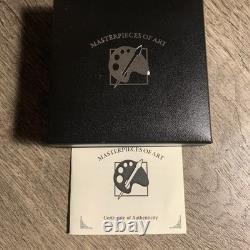 MASTERPIECES OF ART
MASTERPIECES OF ART
Certificate of Authenticity